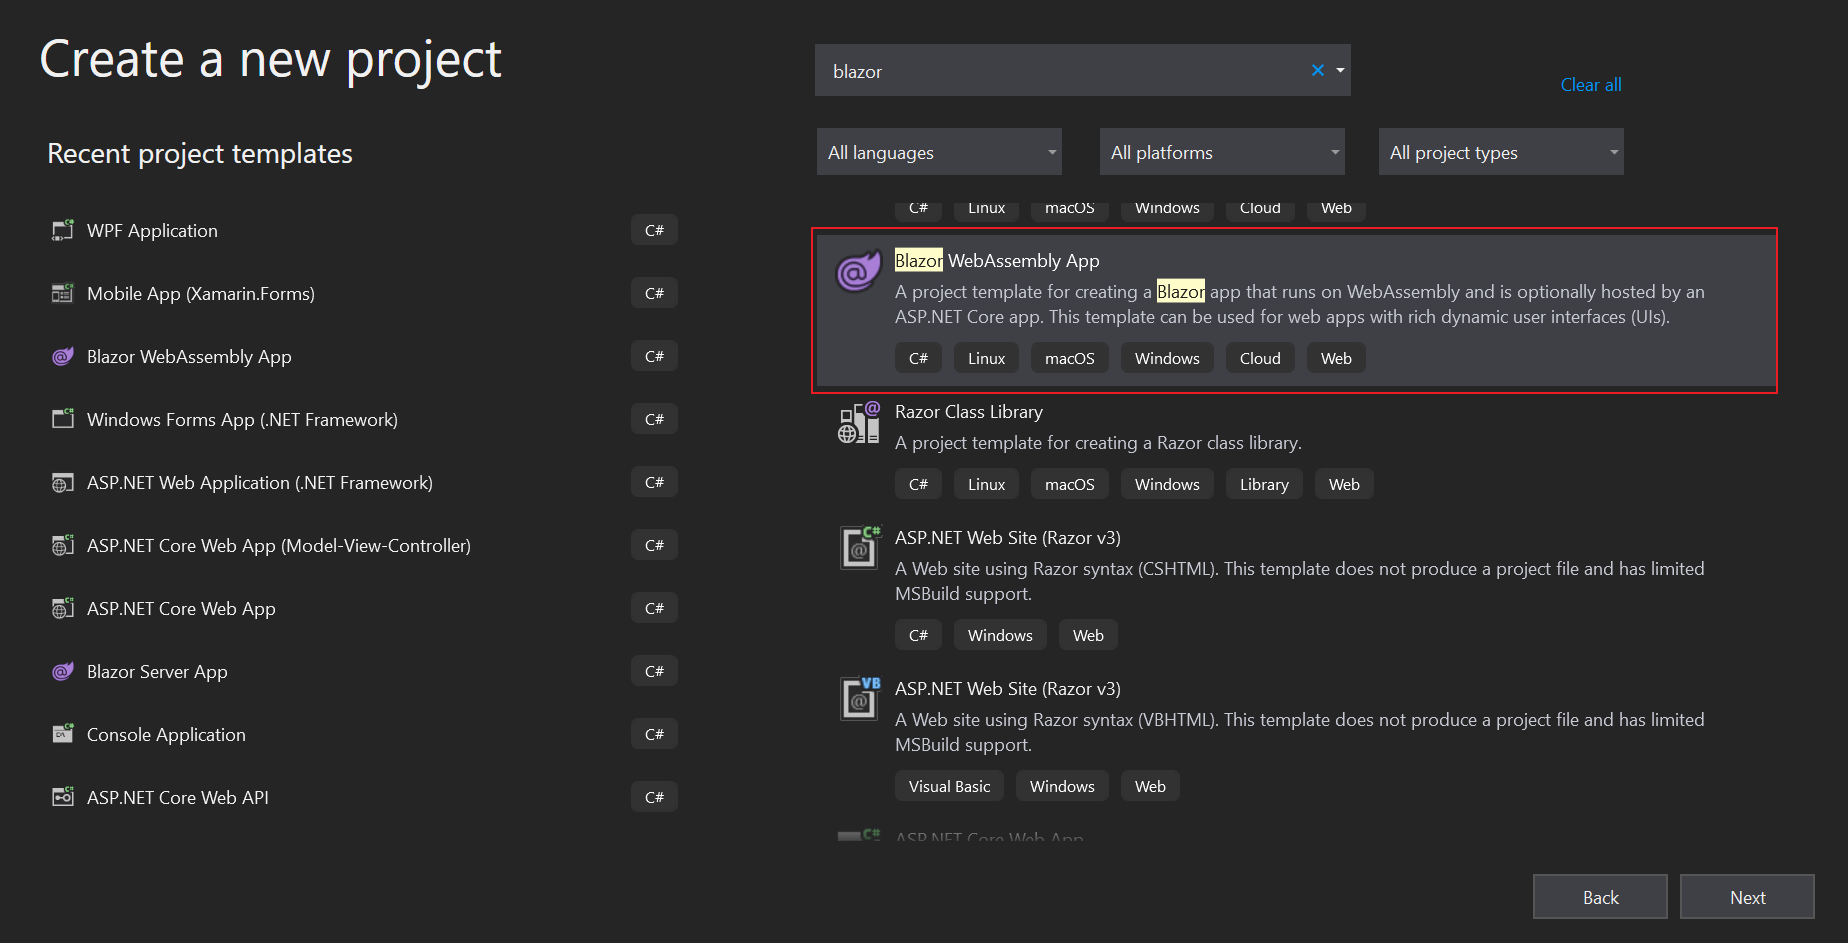 Create a new project
blazor
Clear all
All languages
All platforms
All project types
Recent project templates
WPF Application
C#
Mobile App (Xamarin.Forms)
C#
Blazor WebAssembly App
C#
Windows Forms App (.NET Framework)
C#
ASP.NET Web Application (.NET Framework)
C#
ASP.NET Core Web App (Model-View-Controller)
C#
ASP.NET Core Web App
C#
Blazor Server App
C#
Console Application
C#
ASP.NET Core Web API
C#
C# Linux macOS Windows Cloud Web
Blazor WebAssembly App
A project template for creating a Blazor app that runs on WebAssembly and is optionally hosted by an
ASP.NET Core app. This template can be used for web apps with rich dynamic user interfaces (UIs).
C# Linux macOS Windows Cloud Web
Razor Class Library
A project template for creating a Razor class library.
C# Linux macOS Windows Library Web
ASP.NET Web Site (Razor v3)
A Web site using Razor syntax (CSHTML). This template does not produce a project file and has limited
MSBuild support.
C# Windows Web
ASP.NET Web Site (Razor v3)
A Web site using Razor syntax (VBHTML). This template does not produce a project file and has limited
MSBuild support.
Visual Basic Windows Web
ASP.NET Core Web App
Back
Next